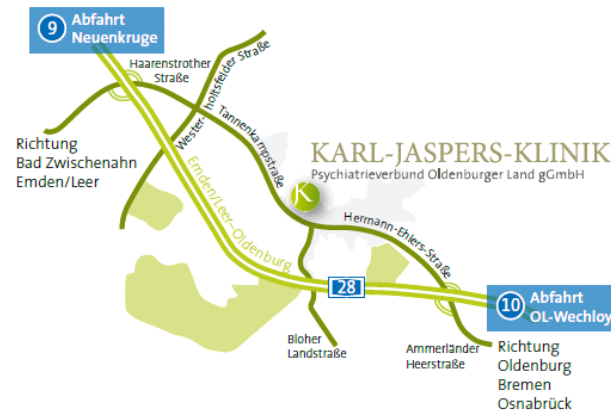 9 Abfahrt
Neuenkruge
Haarenstrother
Straße
Wester-holtsfelder Straße
Tannenkampstraße
Richtung
Bad Zwischenahn
Emden/Leer
KARL-JASPERS-KLINIK
Psychiatrieverbund Oldenburger Land gGmbH
K
Hermann-Ehlers-Straße
Emden/Leer–Oldenburg
28
10 Abfahrt
OL-Wechloy
Bloher
Landstraße
Ammerländer
Heerstraße
Richtung
Oldenburg
Bremen
Osnabrück